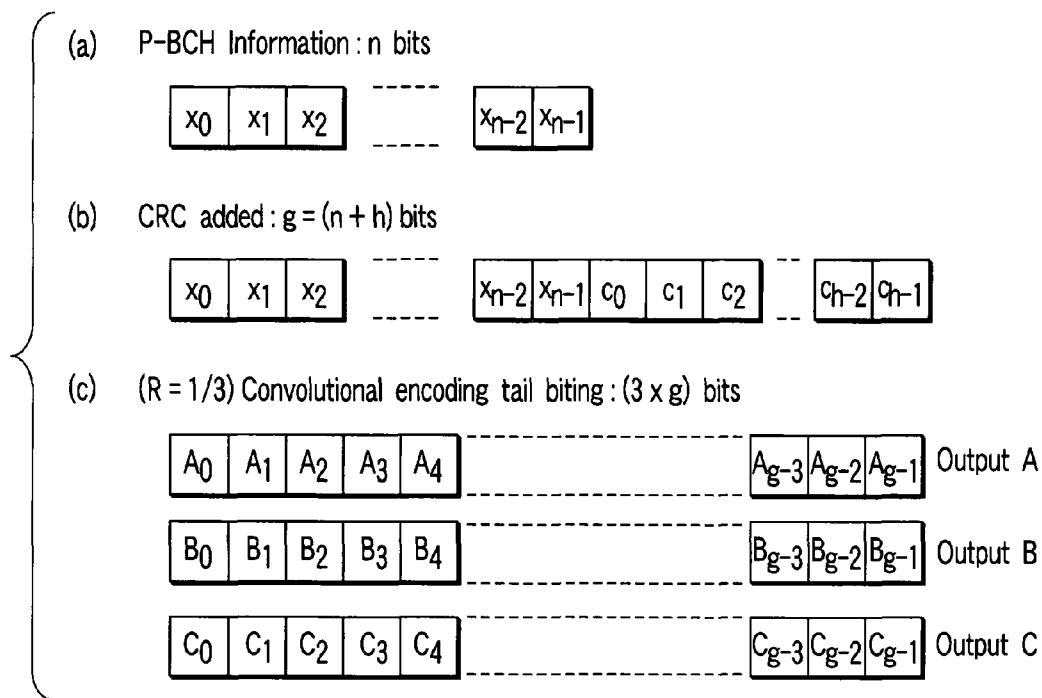 (a) P-BCH Information : n bits
x0 x1 x2 xn-2 xn-1
(b) CRC added : g = (n + h) bits
x0 x1 x2 xn-2 xn-1 c0 c1 c2 ch-2 ch-1
(c) (R = 1/3) Convolutional encoding tail biting : (3 x g) bits
A0 A1 A2 A3 A4 Ag-3 Ag-2 Ag-1 Output A
B0 B1 B2 B3 B4 Bg-3 Bg-2 Bg-1 Output B
C0 C1 C2 C3 C4 Cg-3 Cg-2 Cg-1 Output C